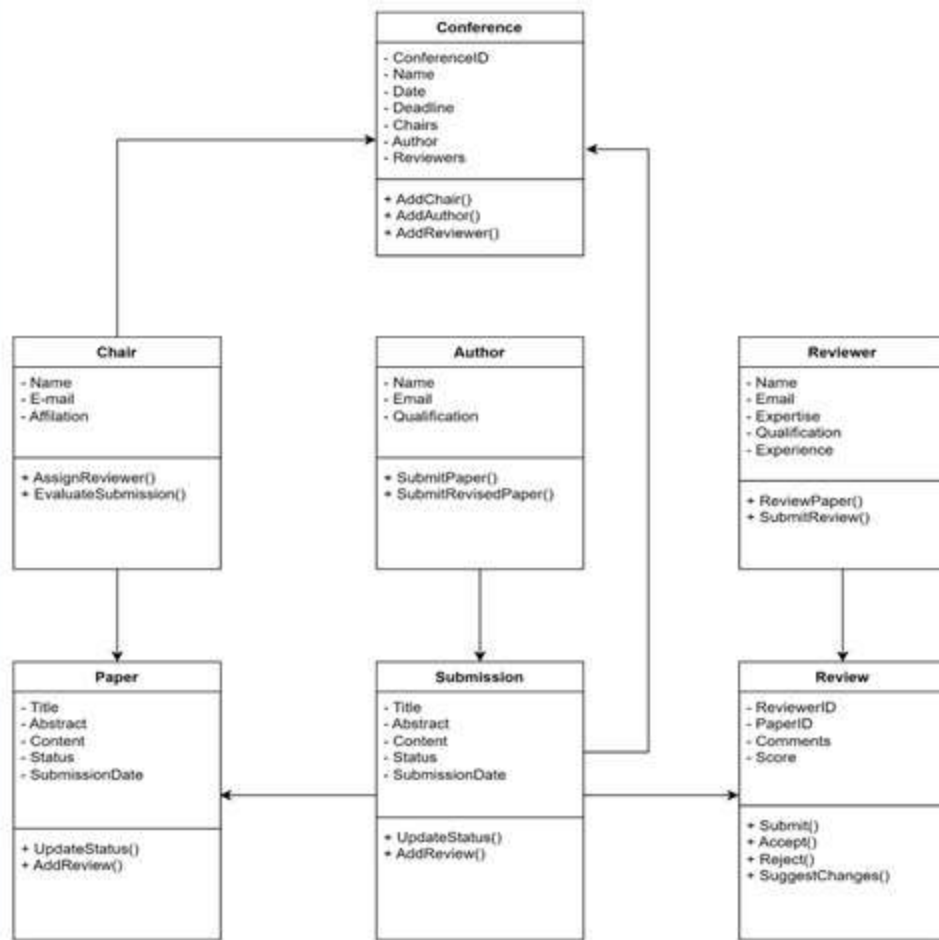 Conference
- ConferenceID
- Name
- Date
- Deadline
- Chairs
- Author
- Reviewers
+ AddChair()
+ AddAuthor()
+ AddReviewer()
Chair
- Name
- E-mail
- Affilation
+ AssignReviewer()
+ EvaluateSubmission()
Author
- Name
- Email
- Qualification
+ SubmitPaper()
+ SubmitRevisedPaper()
Reviewer
- Name
- Email
- Expertise
- Qualification
- Experience
+ ReviewPaper()
+ SubmitReview()
Paper
- Title
- Abstract
- Content
- Status
- SubmissionDate
+ UpdateStatus()
+ AddReview()
Submission
- Title
- Abstract
- Content
- Status
- SubmissionDate
+ UpdateStatus()
+ AddReview()
Review
- ReviewerID
- PaperID
- Comments
- Score
+ Submit()
+ Accept()
+ Reject()
+ SuggestChanges()